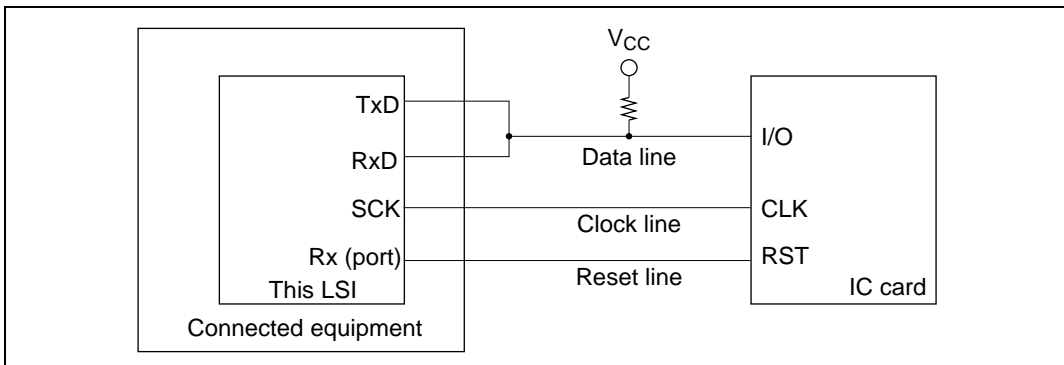 VCC
TxD
I/O
RxD
Data line
SCK
CLK
Clock line
Rx (port)
RST
Reset line
This LSI
IC card
Connected equipment